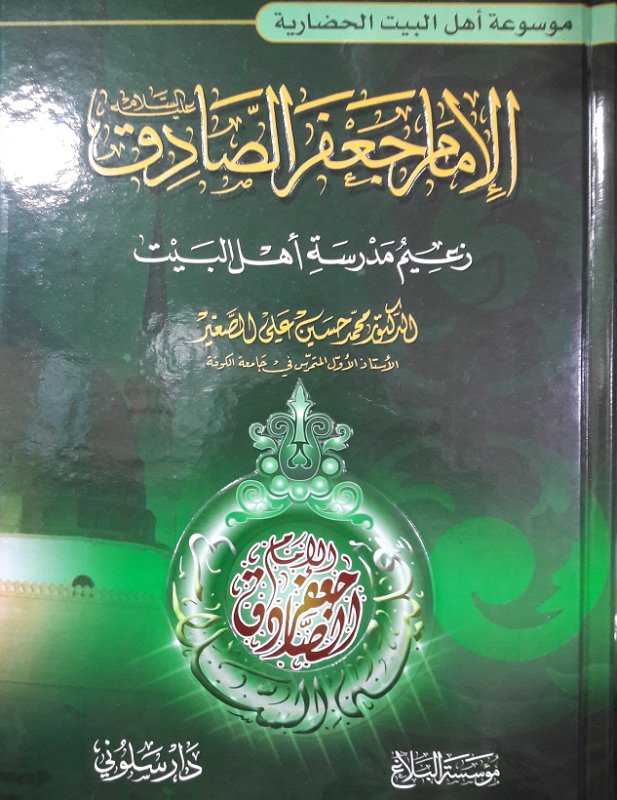 موسوعة أهل البيت الحضارية
الإمام جعفر الصادق عليه السلام
زعيم مدرسة أهل البيت
الدكتور محمد حسين علي الصغير
الأستاذ الأول المتمرس في جامعة الكوفة
الإمام
جعفر
الصادق
مؤسسة البلاغ
دار سلوني